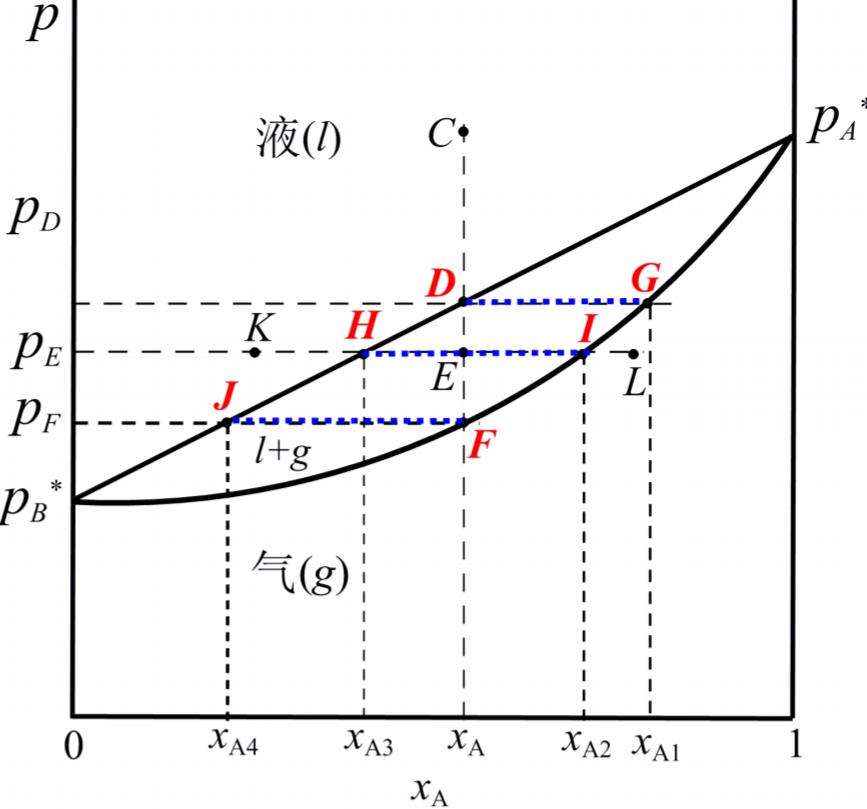 p
p_A*
液(l)
C
p_D
D
G
K
H
I
p_E
E
L
J
p_F
l+g
F
p_B*
气(g)
0
x_A4
x_A3
x_A
x_A2
x_A1
1
x_A